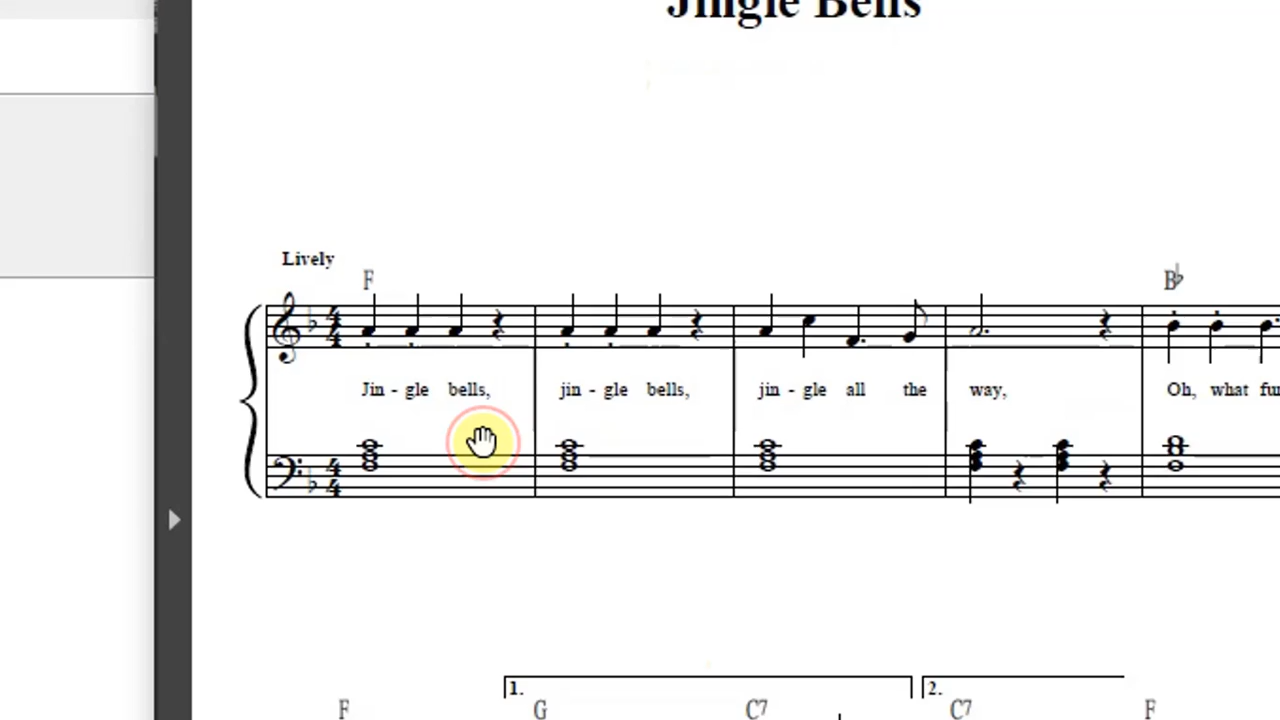 Jingle Bells
Lively
F B♭
Jin - gle bells, jin - gle bells, jin - gle all the way, Oh, what fun
1. 2.
F G C7 C7 F